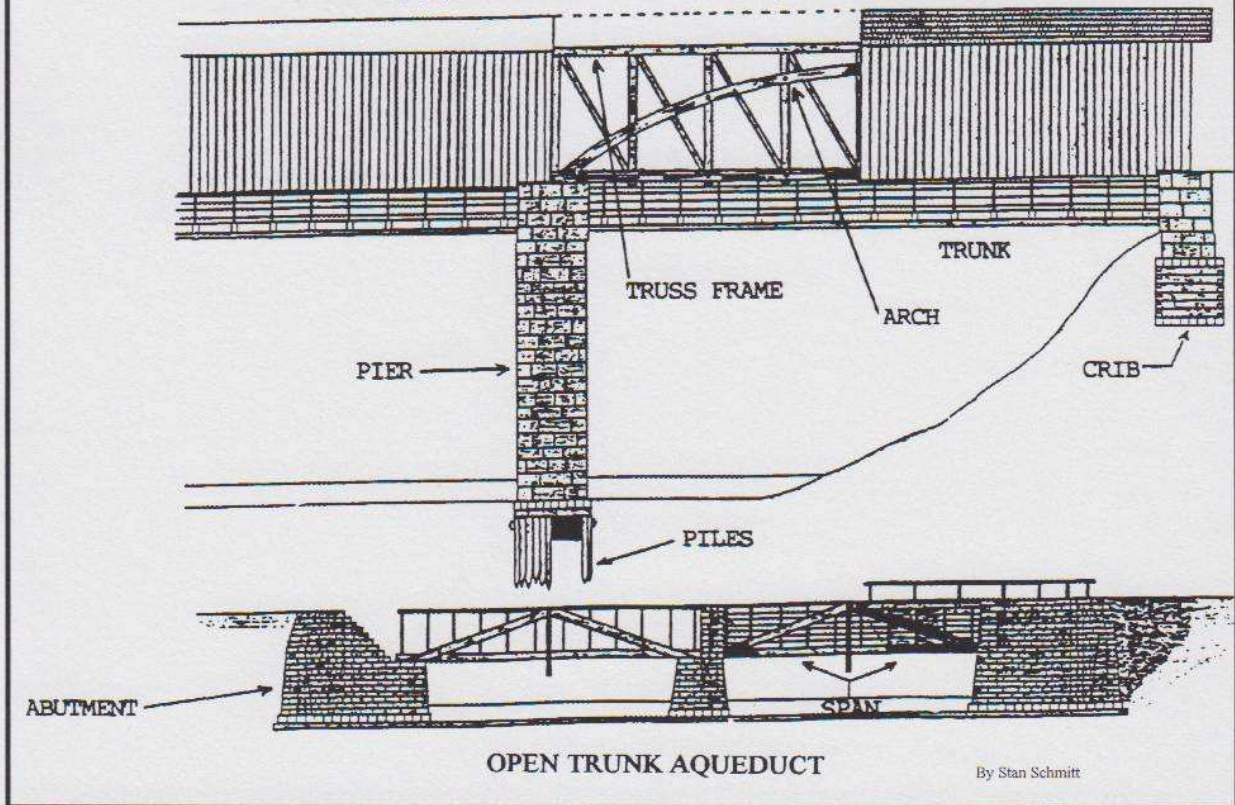 TRUNK
TRUSS FRAME
ARCH
PIER
CRIB
PILES
ABUTMENT
SPAN
OPEN TRUNK AQUEDUCT
By Stan Schmitt